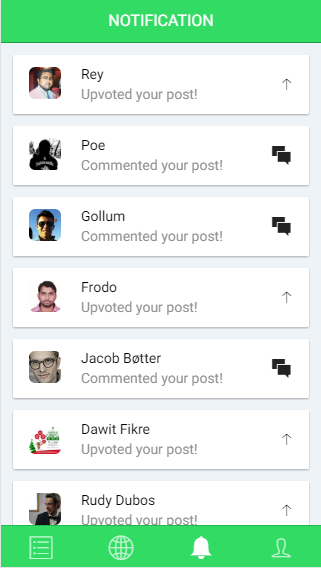 NOTIFICATION
Rey
Upvoted your post!
Poe
Commented your post!
Gollum
Commented your post!
Frodo
Upvoted your post!
Jacob Bøtter
Commented your post!
Dawit Fikre
Upvoted your post!
Rudy Dubos
Upvoted your post!